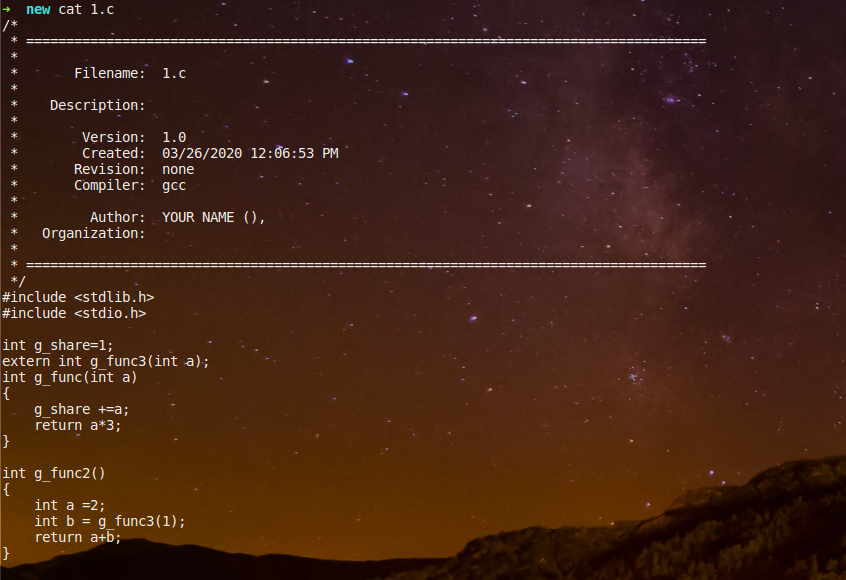 → new cat 1.c
/*
 * =====================================================================================
 *
 *       Filename:  1.c
 *
 *    Description:
 *
 *        Version:  1.0
 *        Created:  03/26/2020 12:06:53 PM
 *       Revision:  none
 *       Compiler:  gcc
 *
 *         Author:  YOUR NAME (),
 *   Organization:
 *
 * =====================================================================================
 */
#include <stdlib.h>
#include <stdio.h>

int g_share=1;
extern int g_func3(int a);
int g_func(int a)
{
    g_share +=a;
    return a*3;
}

int g_func2()
{
    int a =2;
    int b = g_func3(1);
    return a+b;
}